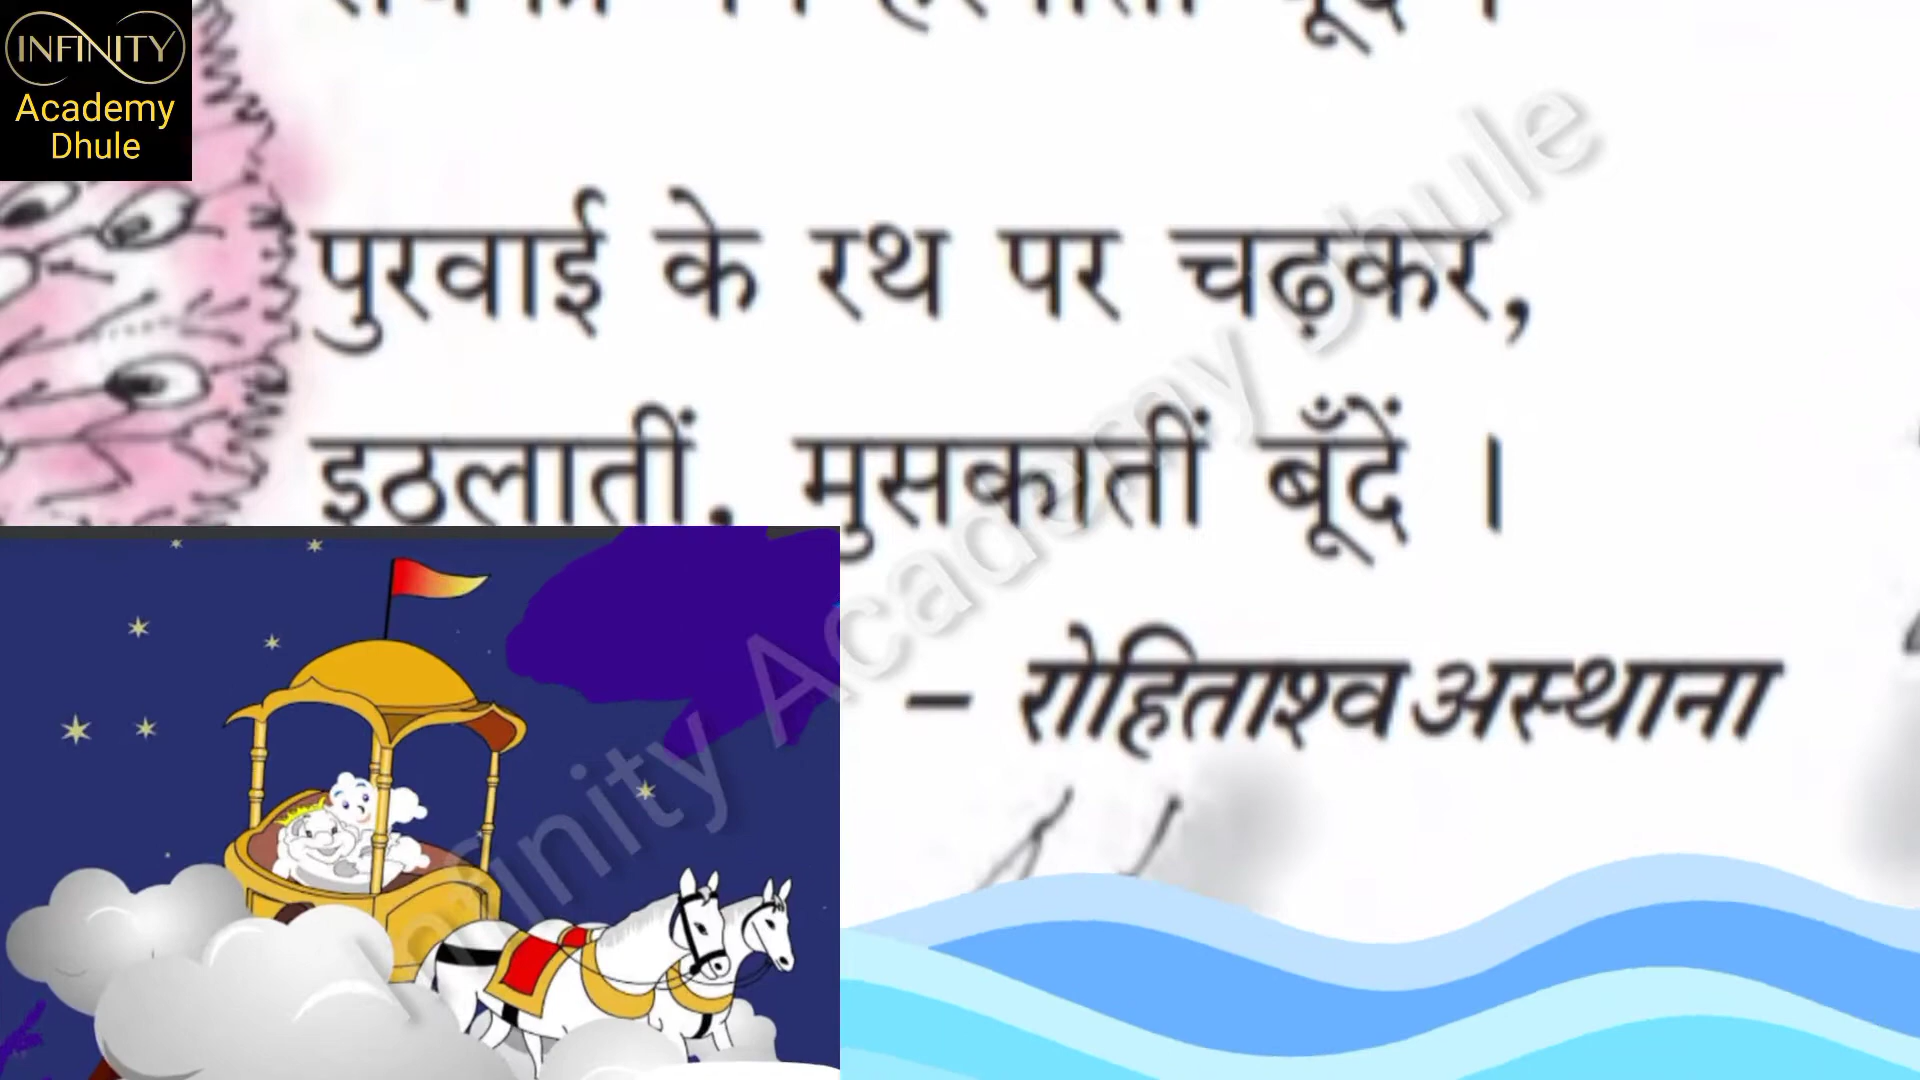 INFINITY
Academy
Dhule
पुरवाई के रथ पर चढ़कर,
इठलातीं, मुसकातीं बूँदें ।
– रोहिताश्व अस्थाना
Infinity Academy Dhule